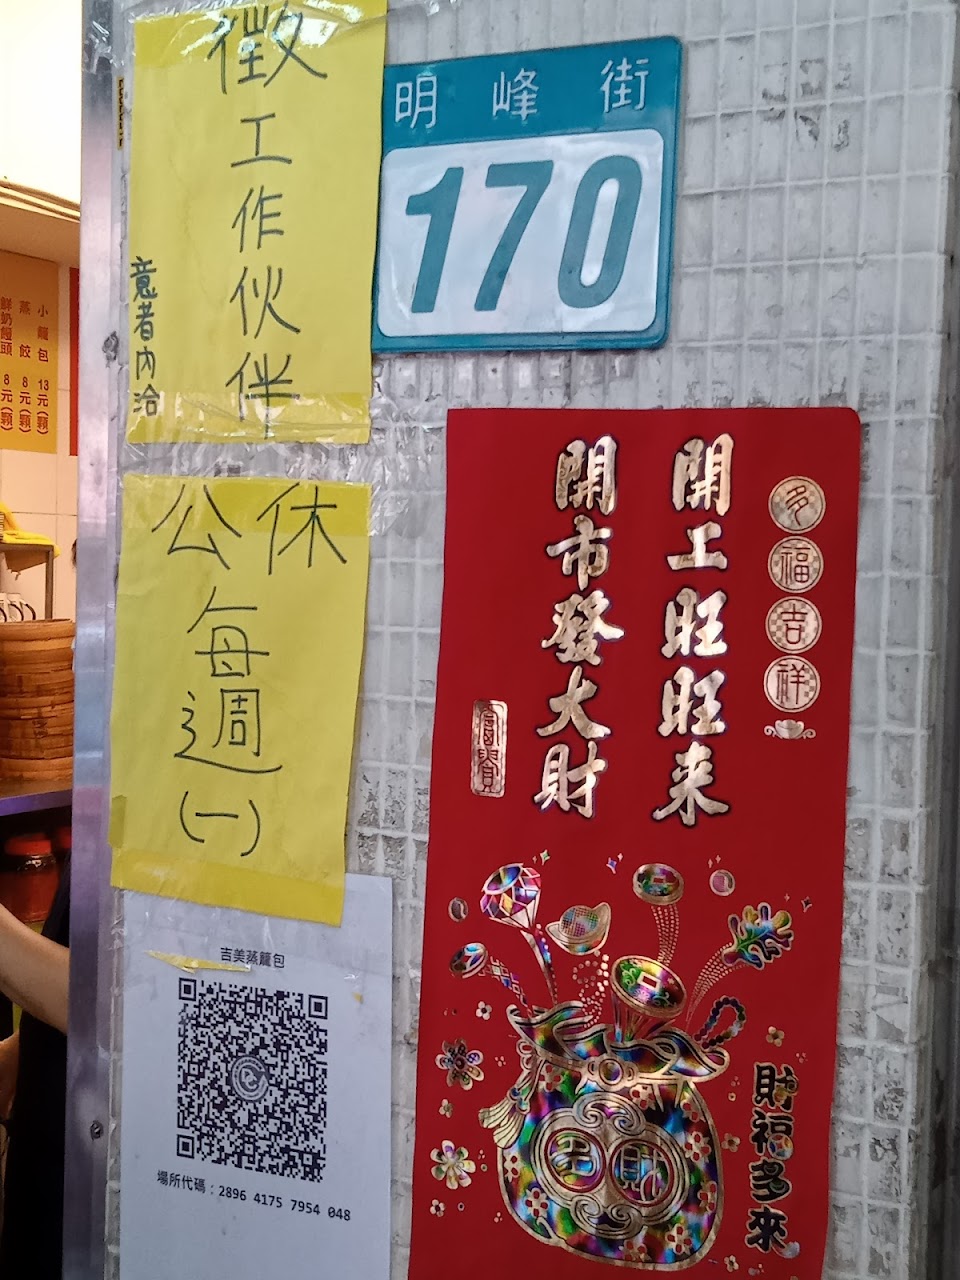 徵工作伙伴
意者內洽
明峰街
170
小籠包 13元(顆)
蒸餃 8元(顆)
鮮奶饅頭 8元(顆)
公休
每週
(一)
多福吉祥
開工旺旺来
開市發大財
富貴
財福多來
吉美蒸籠包
場所代碼：2896 4175 7954 048